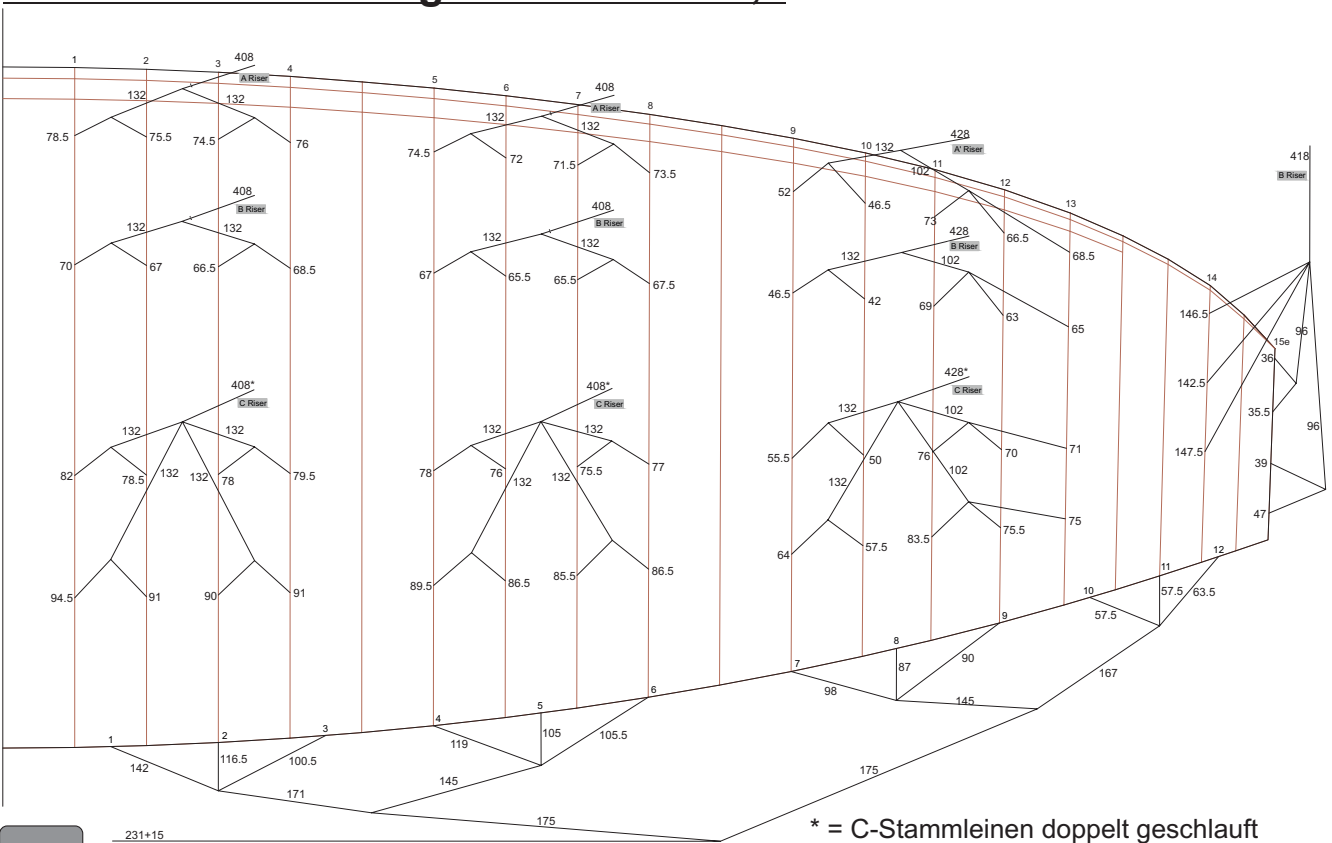 1 2 3 4 5 6 7 8 9 10 11 12 13 14 15e
408
A Riser
132 132
78.5 75.5 74.5 76
408
A Riser
132 132
74.5 72 71.5 73.5
428
A' Riser
132 102
52 46.5 73 66.5 68.5
418
B Riser
408
B Riser
132 132
70 67 66.5 68.5
408
B Riser
132 132
67 65.5 65.5 67.5
428
B Riser
132 102
46.5 42 69 63 65
146.5
142.5
147.5
96
36
35.5
96
39
47
408*
C Riser
132 132
82 78.5 132 132 78 79.5
94.5 91 90 91
408*
C Riser
132 132
78 76 132 132 75.5 77
89.5 86.5 85.5 86.5
428*
C Riser
132 102
55.5 50 76 70 71
132 102
64 57.5 83.5 75.5 75
1 2 3 4 5 6 7 8 9 10 11 12
142 116.5 100.5
119 105 105.5
98 87 90
57.5 57.5 63.5
171 145 145 167
175 175
231+15
* = C-Stammleinen doppelt geschlauft